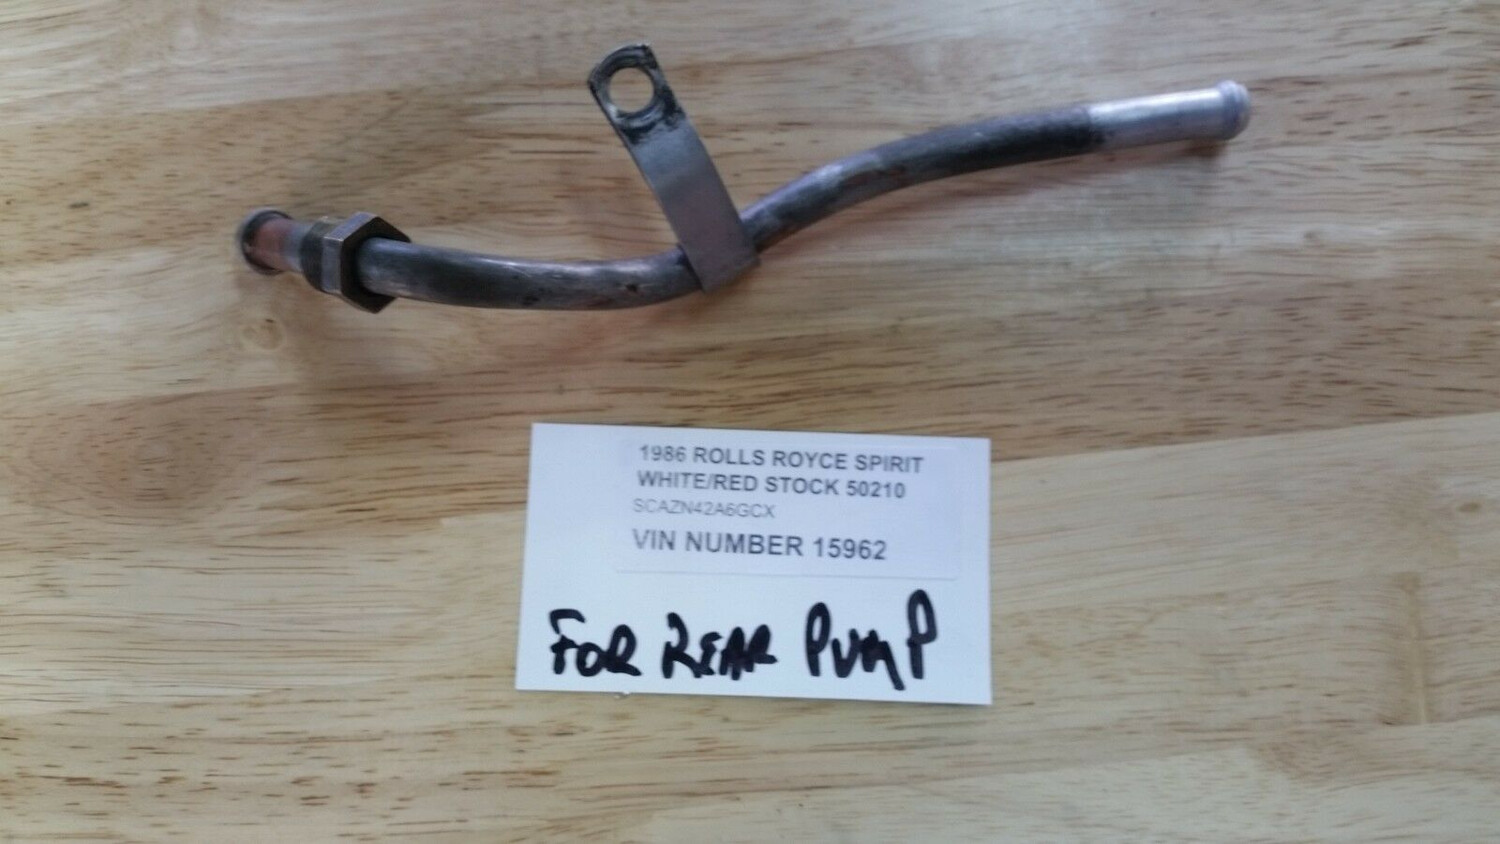 1986 ROLLS ROYCE SPIRIT
WHITE/RED STOCK 50210
SCAZN42A6GCX
VIN NUMBER 15962
FOR REAR PUMP